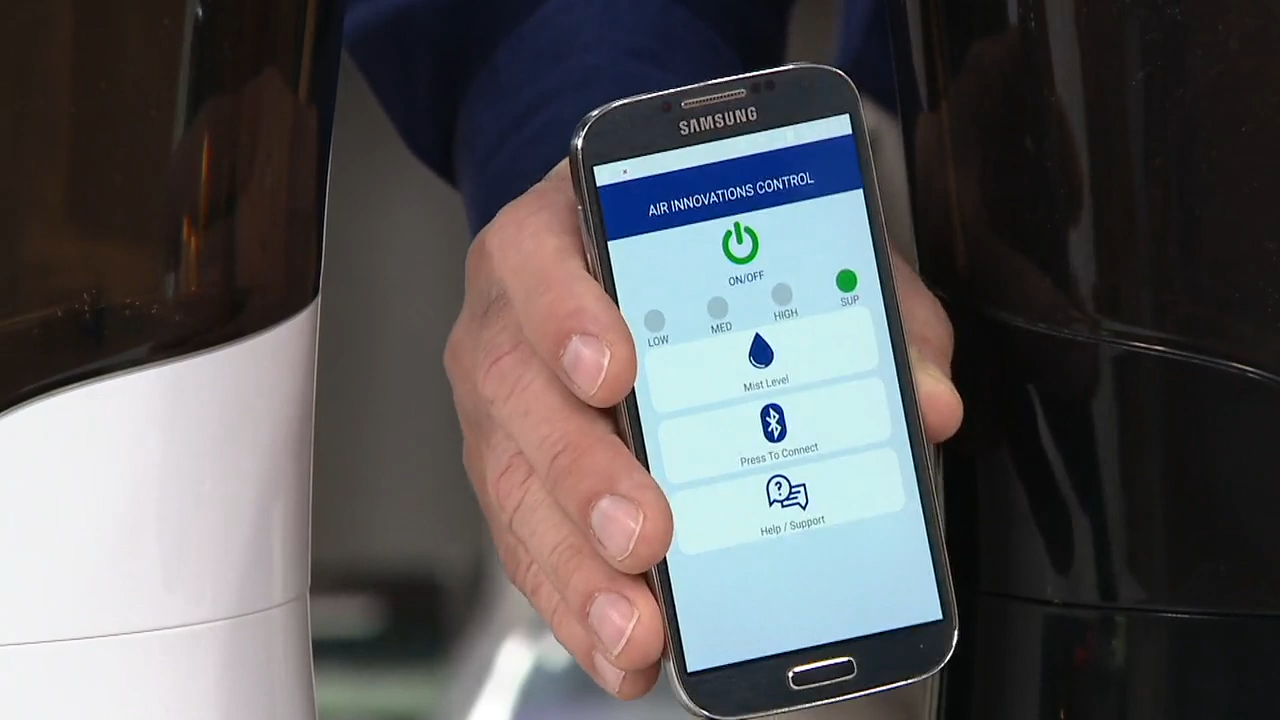 SAMSUNG
AIR INNOVATIONS CONTROL
ON/OFF
LOW MED HIGH SUP
Mist Level
Press To Connect
Help / Support